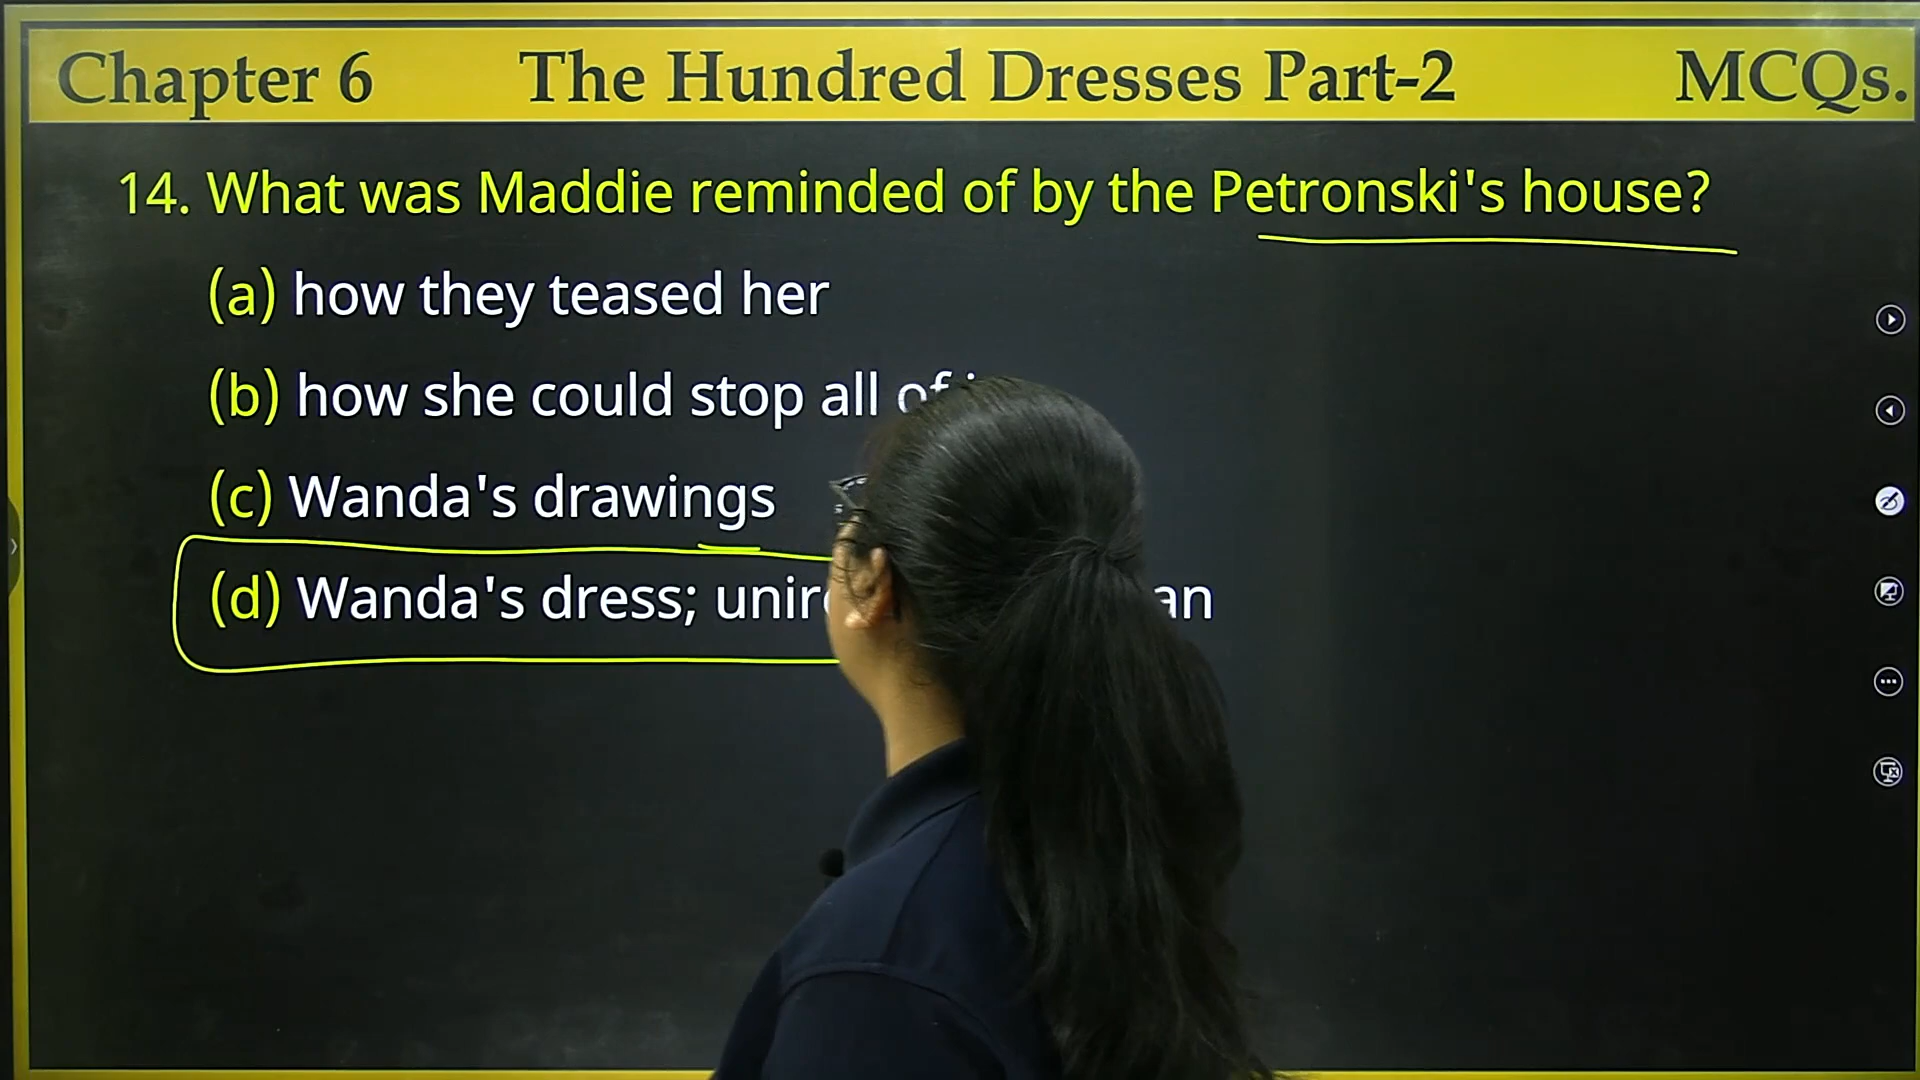 Chapter 6 The Hundred Dresses Part-2 MCQs.
14. What was Maddie reminded of by the Petronski's house?
(a) how they teased her
(b) how she could stop all of
(c) Wanda's drawings
(d) Wanda's dress;